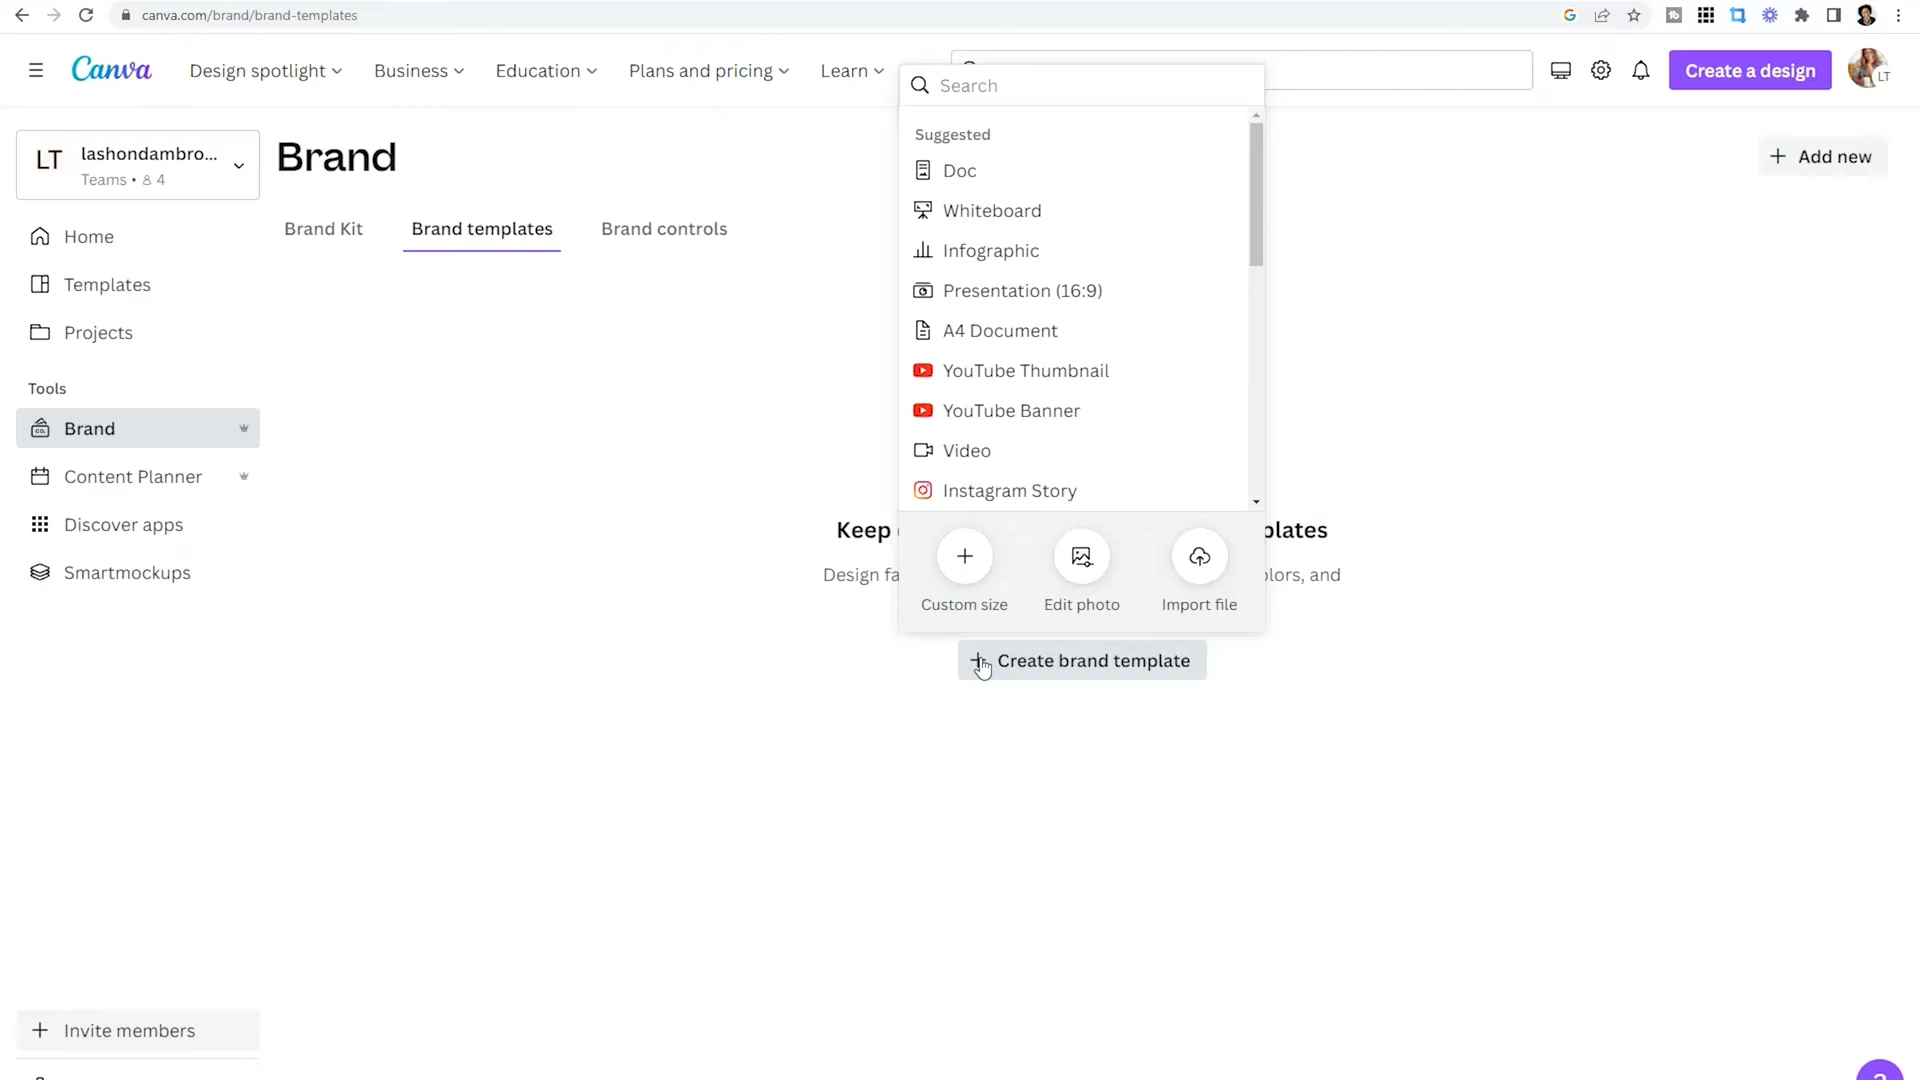 canva.com/brand/brand-templates
Canva
Design spotlight
Business
Education
Plans and pricing
Learn
Create a design
LT
LT
lashondambro...
Teams • 4
Brand
Add new
Home
Templates
Projects
Tools
Brand
Content Planner
Discover apps
Smartmockups
Invite members
Brand Kit
Brand templates
Brand controls
Search
Suggested
Doc
Whiteboard
Infographic
Presentation (16:9)
A4 Document
YouTube Thumbnail
YouTube Banner
Video
Instagram Story
Custom size
Edit photo
Import file
Keep
Design
and
Create brand template